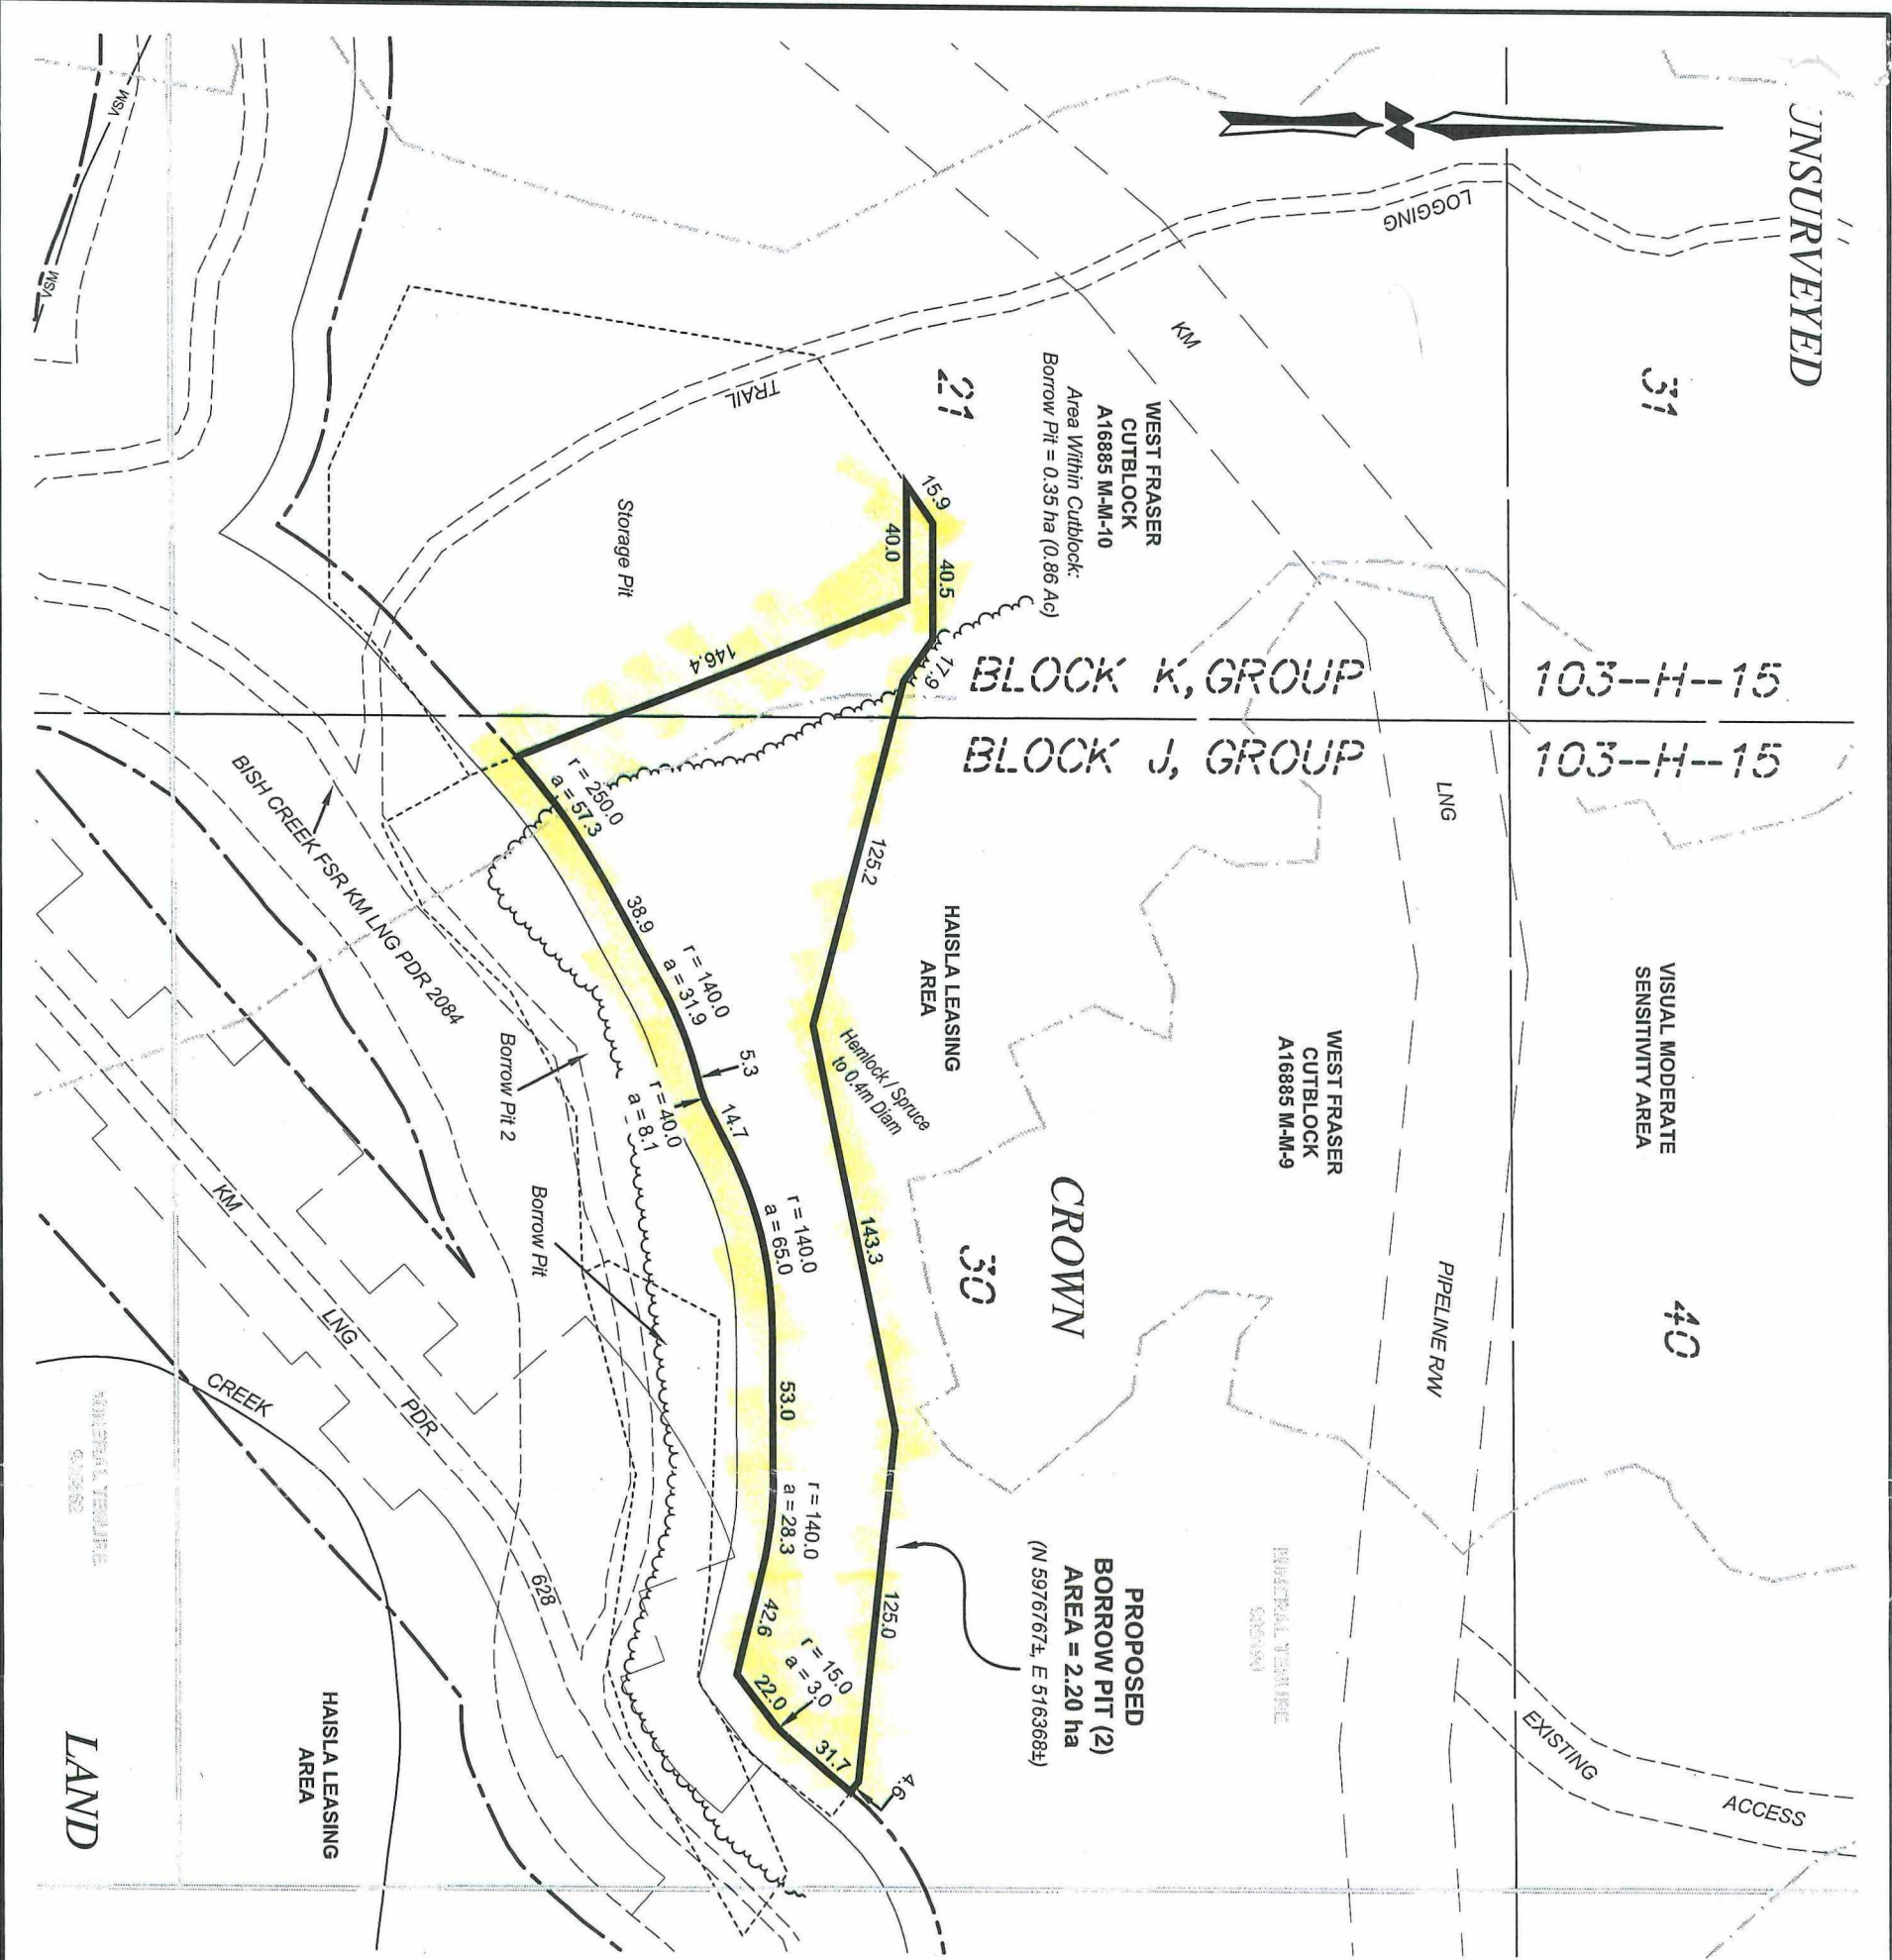 UNSURVEYED
31
40
VISUAL MODERATE
SENSITIVITY AREA
103--H--15
103--H--15
LNG
PIPELINE R/W
EXISTING
ACCESS
LOGGING
KM
WEST FRASER
CUTBLOCK
A16885 M-M-10
Area Within Cutblock:
Borrow Pit = 0.35 ha (0.86 Ac)
BLOCK K, GROUP
BLOCK J, GROUP
WEST FRASER
CUTBLOCK
A16885 M-M-9
CROWN
30
PROPOSED
BORROW PIT (2)
AREA = 2.20 ha
(N 5976767±, E 516368±)
21
HAISLA LEASING
AREA
Hemlock / Spruce
to 0.4m Diam
15.9
40.5
40.0
17.9
146.4
125.2
143.3
125.0
4.6
31.7
r = 15.0
a = 3.0
22.0
42.6
r = 140.0
a = 28.3
53.0
r = 140.0
a = 65.0
14.7
5.3
r = 40.0
a = 8.1
r = 140.0
a = 31.9
38.9
r = 250.0
a = 57.3
TRAIL
Storage Pit
Borrow Pit
Borrow Pit 2
BISH CREEK FSR KM LNG PDR 2084
KM
LNG
PDR
628
CREEK
VSM
VSM
HAISLA LEASING
AREA
LAND